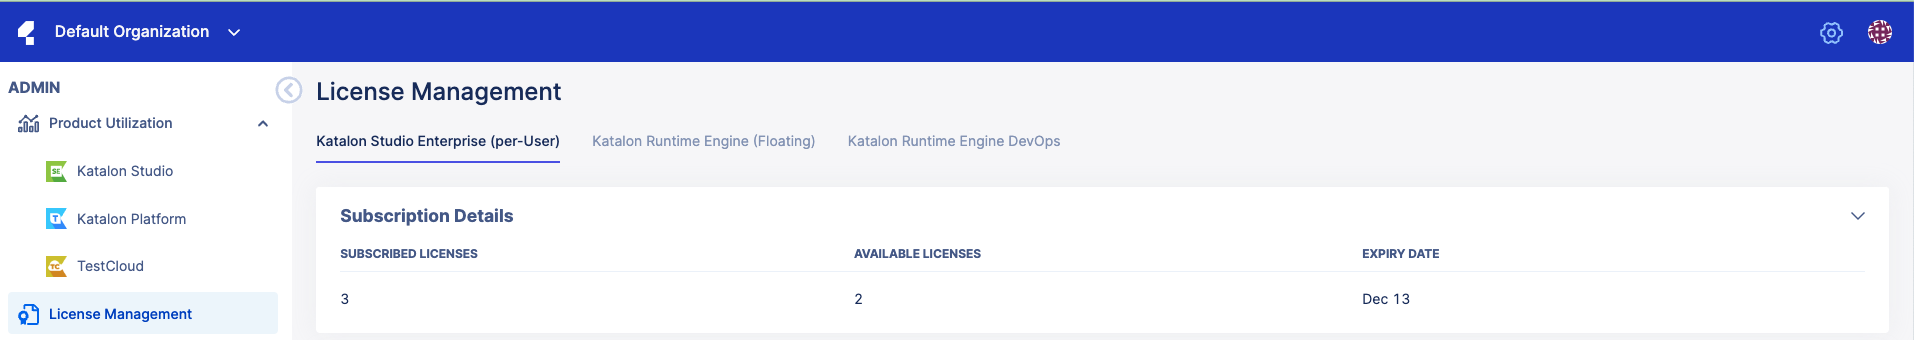 Default Organization
ADMIN
Product Utilization
SE Katalon Studio
T Katalon Platform
TC TestCloud
License Management
License Management
Katalon Studio Enterprise (per-User) Katalon Runtime Engine (Floating) Katalon Runtime Engine DevOps
Subscription Details
SUBSCRIBED LICENSES AVAILABLE LICENSES EXPIRY DATE
3 2 Dec 13